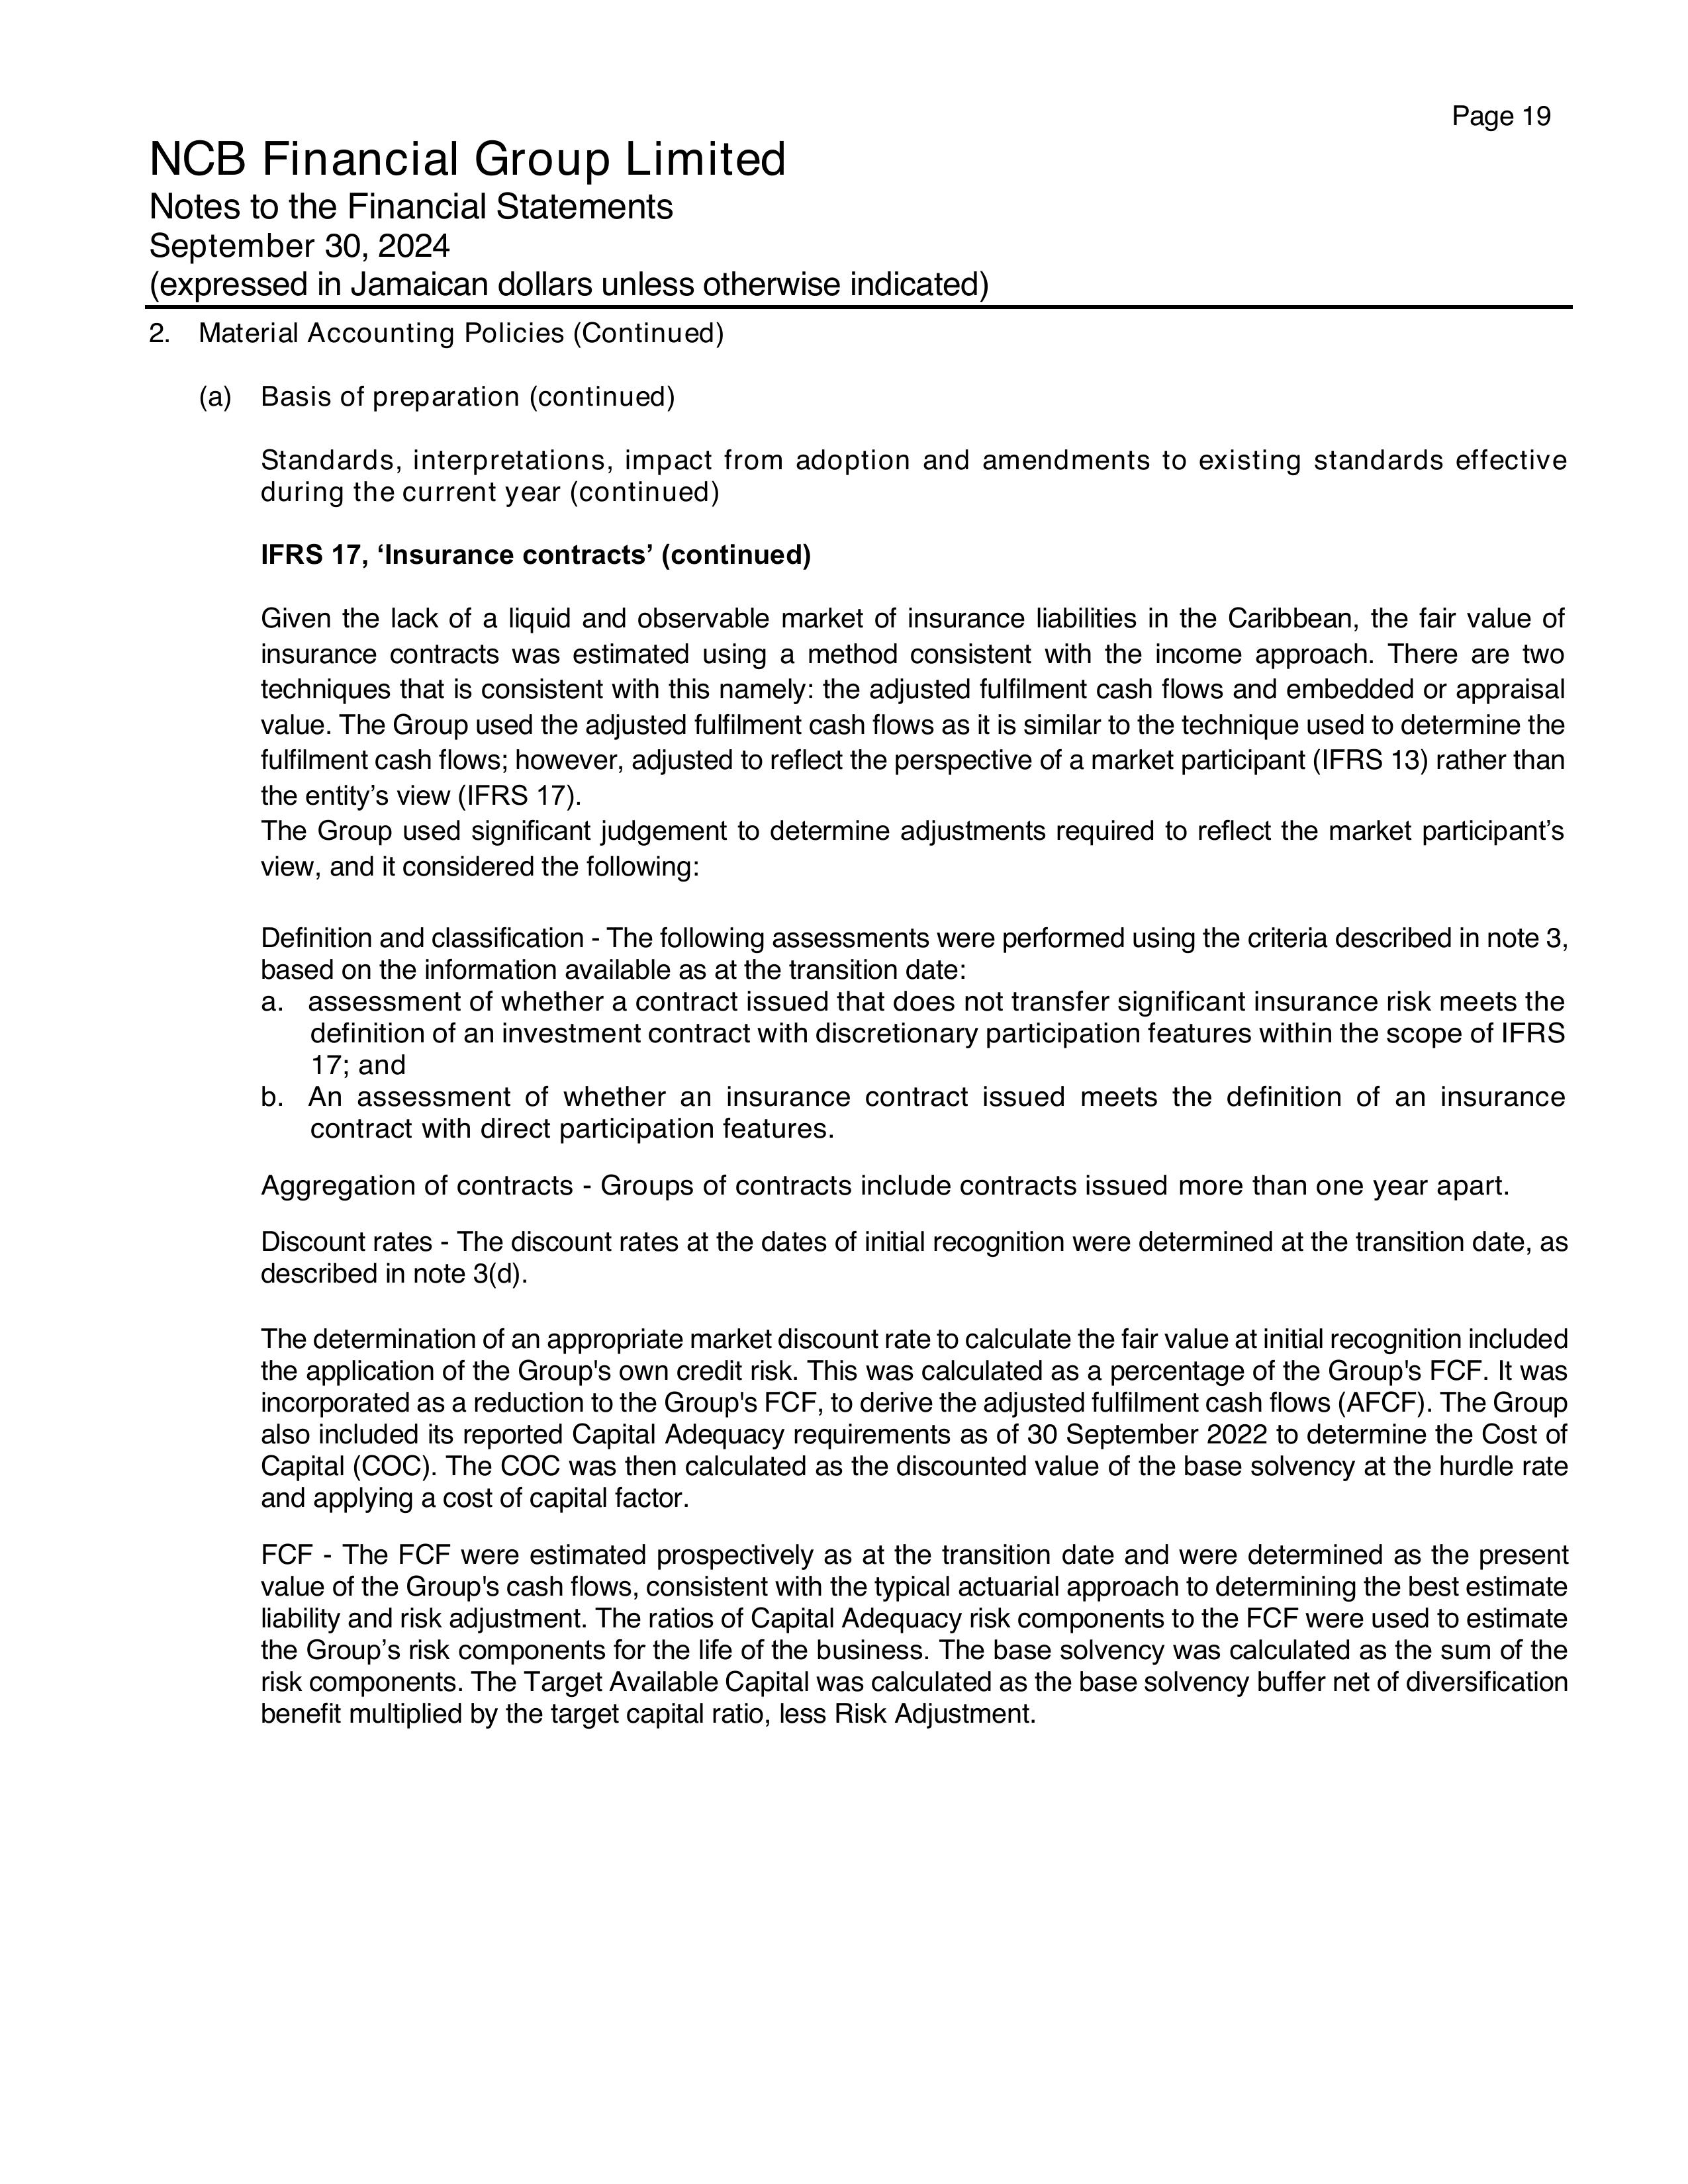 Page 19
NCB Financial Group Limited
Notes to the Financial Statements
September 30, 2024
(expressed in Jamaican dollars unless otherwise indicated)
2. Material Accounting Policies (Continued)
(a) Basis of preparation (continued)
Standards, interpretations, impact from adoption and amendments to existing standards effective
during the current year (continued)
IFRS 17, ‘Insurance contracts’ (continued)
Given the lack of a liquid and observable market of insurance liabilities in the Caribbean, the fair value of
insurance contracts was estimated using a method consistent with the income approach. There are two
techniques that is consistent with this namely: the adjusted fulfilment cash flows and embedded or appraisal
value. The Group used the adjusted fulfilment cash flows as it is similar to the technique used to determine the
fulfilment cash flows; however, adjusted to reflect the perspective of a market participant (IFRS 13) rather than
the entity’s view (IFRS 17).
The Group used significant judgement to determine adjustments required to reflect the market participant’s
view, and it considered the following:
Definition and classification - The following assessments were performed using the criteria described in note 3,
based on the information available as at the transition date:
a. assessment of whether a contract issued that does not transfer significant insurance risk meets the
definition of an investment contract with discretionary participation features within the scope of IFRS
17; and
b. An assessment of whether an insurance contract issued meets the definition of an insurance
contract with direct participation features.
Aggregation of contracts - Groups of contracts include contracts issued more than one year apart.
Discount rates - The discount rates at the dates of initial recognition were determined at the transition date, as
described in note 3(d).
The determination of an appropriate market discount rate to calculate the fair value at initial recognition included
the application of the Group's own credit risk. This was calculated as a percentage of the Group's FCF. It was
incorporated as a reduction to the Group's FCF, to derive the adjusted fulfilment cash flows (AFCF). The Group
also included its reported Capital Adequacy requirements as of 30 September 2022 to determine the Cost of
Capital (COC). The COC was then calculated as the discounted value of the base solvency at the hurdle rate
and applying a cost of capital factor.
FCF - The FCF were estimated prospectively as at the transition date and were determined as the present
value of the Group's cash flows, consistent with the typical actuarial approach to determining the best estimate
liability and risk adjustment. The ratios of Capital Adequacy risk components to the FCF were used to estimate
the Group’s risk components for the life of the business. The base solvency was calculated as the sum of the
risk components. The Target Available Capital was calculated as the base solvency buffer net of diversification
benefit multiplied by the target capital ratio, less Risk Adjustment.